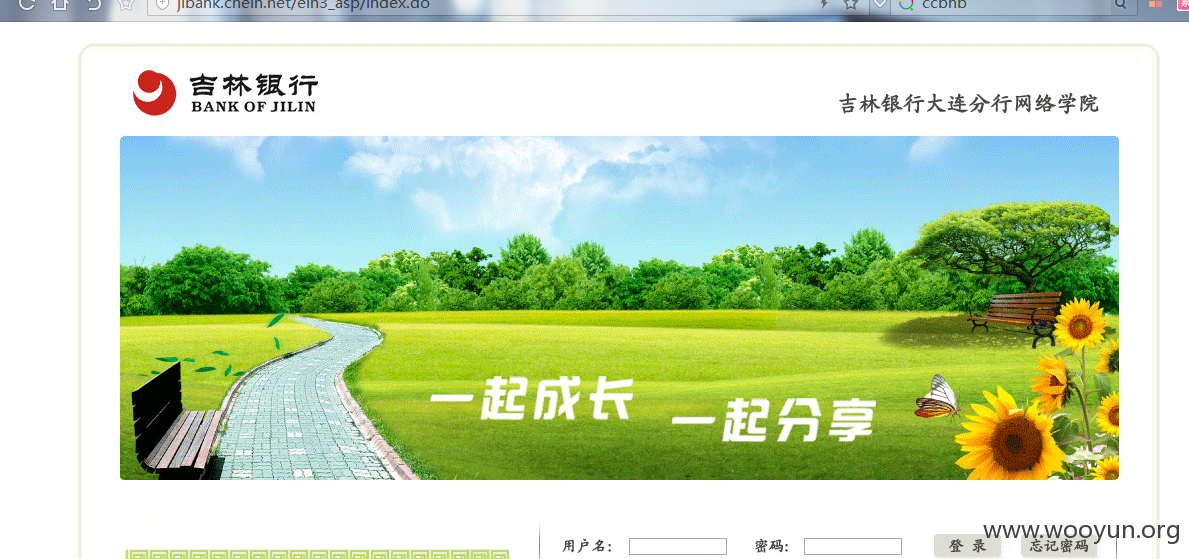 jlbank.cneln.net/eln3_asp/index.do
ccbnb
吉林银行
BANK OF JILIN
吉林银行大连分行网络学院
一起成长
一起分享
用户名：
密码：
登 录
忘记密码
www.wooyun.org